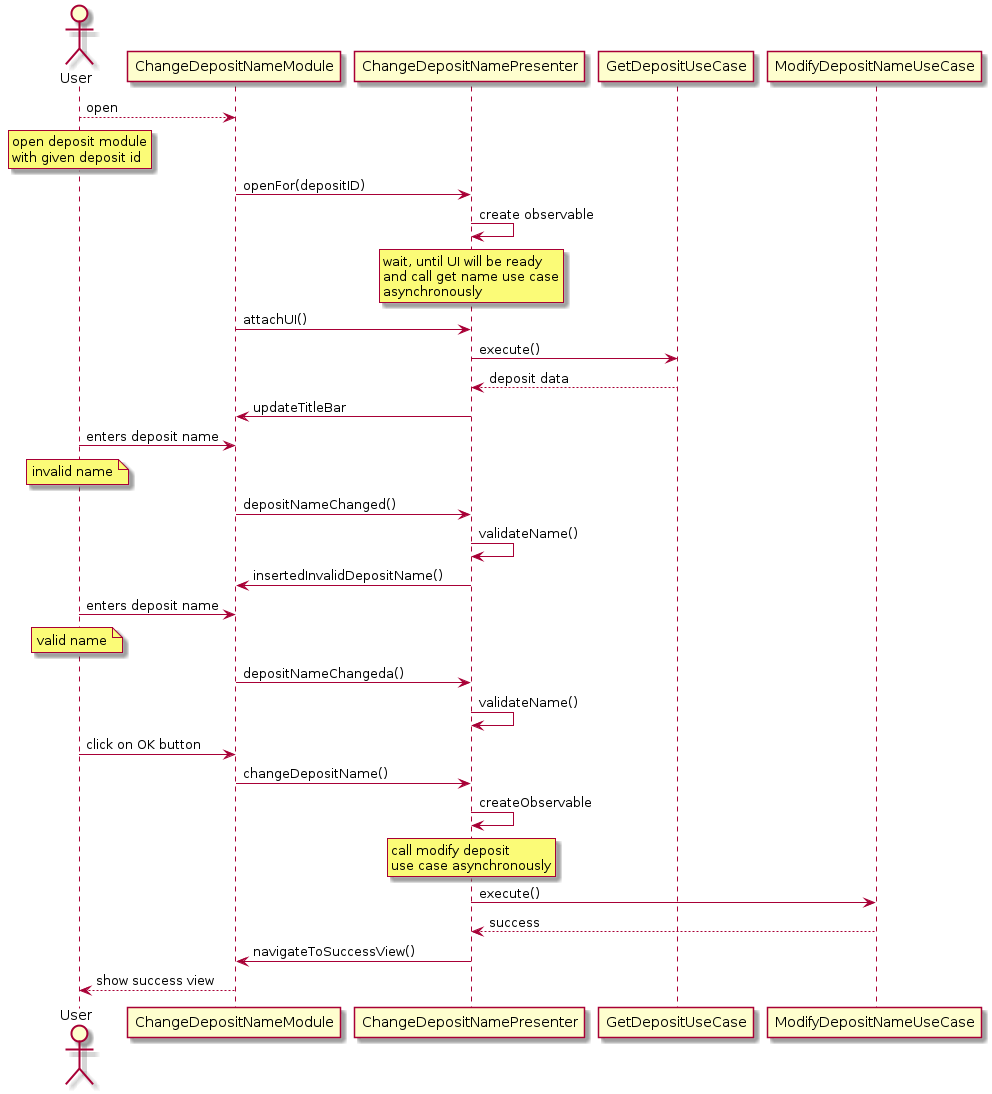 User
ChangeDepositNameModule
ChangeDepositNamePresenter
GetDepositUseCase
ModifyDepositNameUseCase
open
open deposit module
with given deposit id
openFor(depositID)
create observable
wait, until UI will be ready
and call get name use case
asynchronously
attachUI()
execute()
deposit data
updateTitleBar
enters deposit name
invalid name
depositNameChanged()
validateName()
insertedInvalidDepositName()
enters deposit name
valid name
depositNameChangeda()
validateName()
click on OK button
changeDepositName()
createObservable
call modify deposit
use case asynchronously
execute()
success
navigateToSuccessView()
show success view
User
ChangeDepositNameModule
ChangeDepositNamePresenter
GetDepositUseCase
ModifyDepositNameUseCase